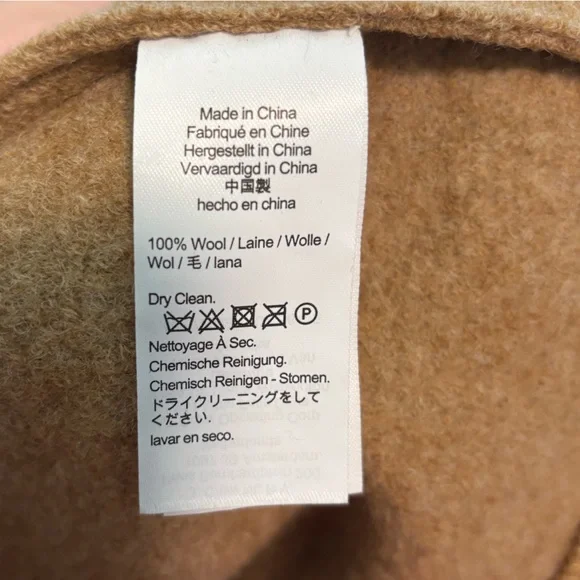 Made in China
Fabriqué en Chine
Hergestellt in China
Vervaardigd in China
中国製
hecho en china
100% Wool / Laine / Wolle /
Wol / 毛 / lana
Dry Clean.
P
Nettoyage À Sec.
Chemische Reinigung.
Chemisch Reinigen - Stomen.
ドライクリーニングをして
ください.
lavar en seco.